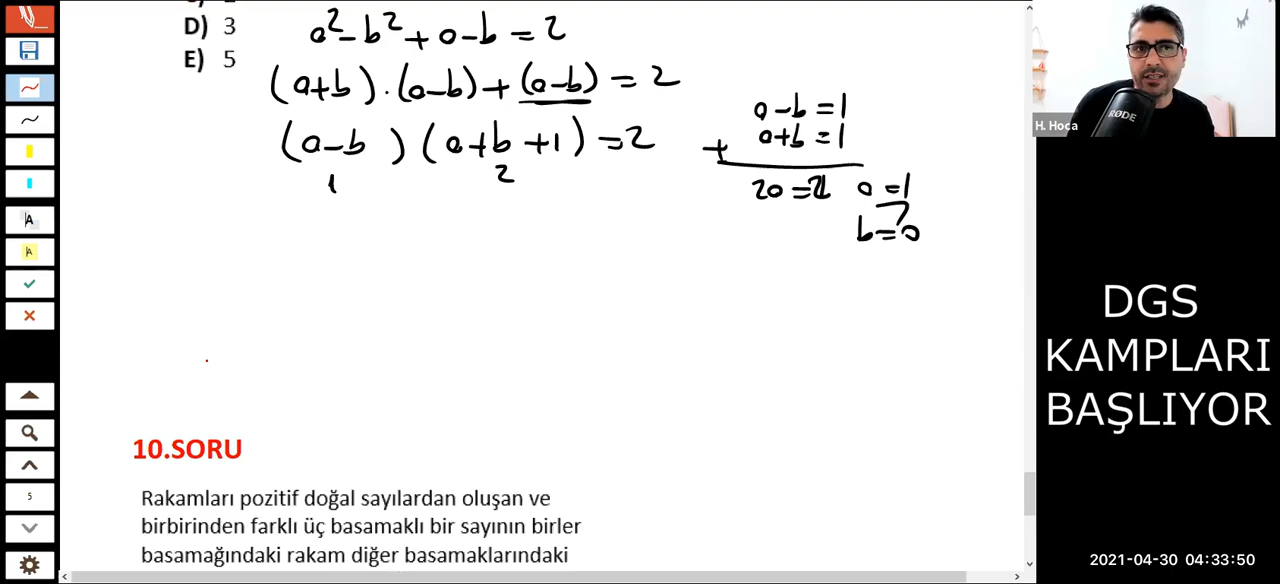 D) 3
E) 5
a²-b²+a-b=2
(a+b).(a-b)+(a-b)=2
(a-b)(a+b+1)=2
1 2
a-b=1
a+b=1
+
a=1
b=0
10.SORU
Rakamları pozitif doğal sayılardan oluşan ve
birbirinden farklı üç basamaklı bir sayının birler
basamağındaki rakam diğer basamaklarındaki
A
A
5
H. Hoca
RØDE
DGS
KAMPLARI
BAŞLIYOR
2021-04-30 04:33:50